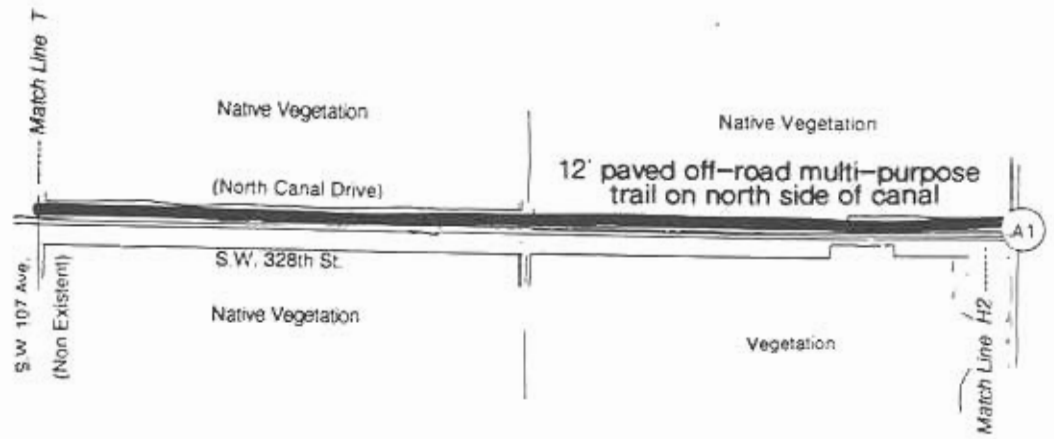 Match Line T
Native Vegetation
Native Vegetation
12' paved off-road multi-purpose
trail on north side of canal
(North Canal Drive)
A1
S.W. 328th St.
S.W 107 Ave.
(Non Existent)
Native Vegetation
Vegetation
Match Line H2